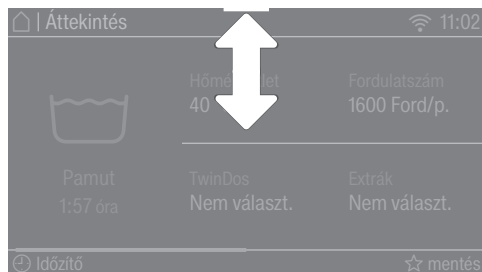 | Áttekintés 11:02
Fordulatszám
40 1600 Ford/p.
Pamut TwinDos Extrák
1:57 óra Nem választ. Nem választ.
Időzítő mentés